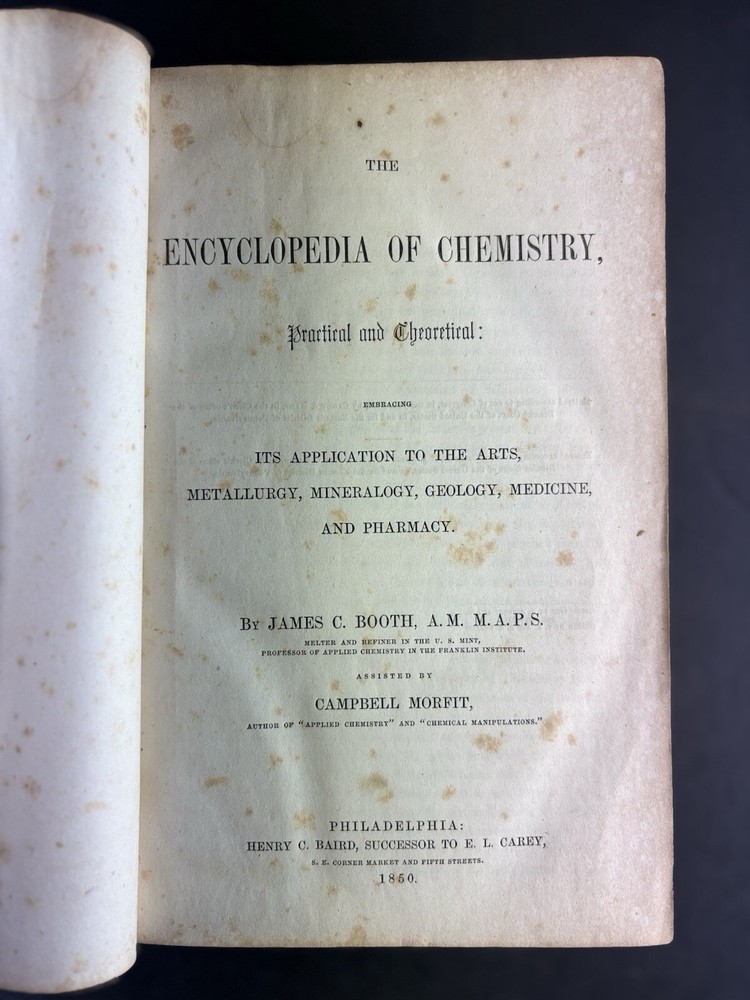 THE
ENCYCLOPEDIA OF CHEMISTRY,
Practical and Theoretical:
EMBRACING
ITS APPLICATION TO THE ARTS,
METALLURGY, MINERALOGY, GEOLOGY, MEDICINE,
AND PHARMACY.
BY JAMES C. BOOTH, A.M. M.A.P.S.
MELTER AND REFINER IN THE U. S. MINT,
PROFESSOR OF APPLIED CHEMISTRY IN THE FRANKLIN INSTITUTE.
ASSISTED BY
CAMPBELL MORFIT,
AUTHOR OF “APPLIED CHEMISTRY” AND “CHEMICAL MANIPULATIONS.”
PHILADELPHIA:
HENRY C. BAIRD, SUCCESSOR TO E. L. CAREY,
S. E. CORNER MARKET AND FIFTH STREETS.
1850.